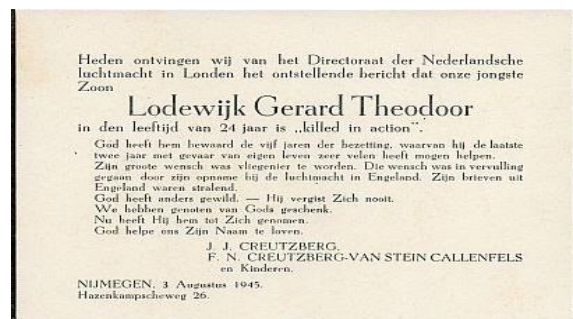 Heden ontvingen wij van het Directoraat der Nederlandsche
luchtmacht in Londen het ontstellende bericht dat onze jongste
Zoon
Lodewijk Gerard Theodoor
in den leeftijd van 24 jaar is „killed in action".
God heeft hem bewaard de vijf jaren der bezetting, waarvan hij de laatste
twee jaar met gevaar van eigen leven zeer velen heeft mogen helpen.
Zijn groote wensch was vliegenier te worden. Die wensch was in vervulling
gegaan door zijn opname bij de luchtmacht in Engeland. Zijn brieven uit
Engeland waren stralend.
God heeft anders gewild. — Hij vergist Zich nooit.
We hebben genoten van Gods geschenk.
Nu heeft Hij hem tot Zich genomen.
God helpe ons Zijn Naam te loven.
J. J. CREUTZBERG.
F. N. CREUTZBERG-VAN STEIN CALLENFELS
en Kinderen.
NIJMEGEN, 3 Augustus 1945.
Hazenkampscheweg 26.